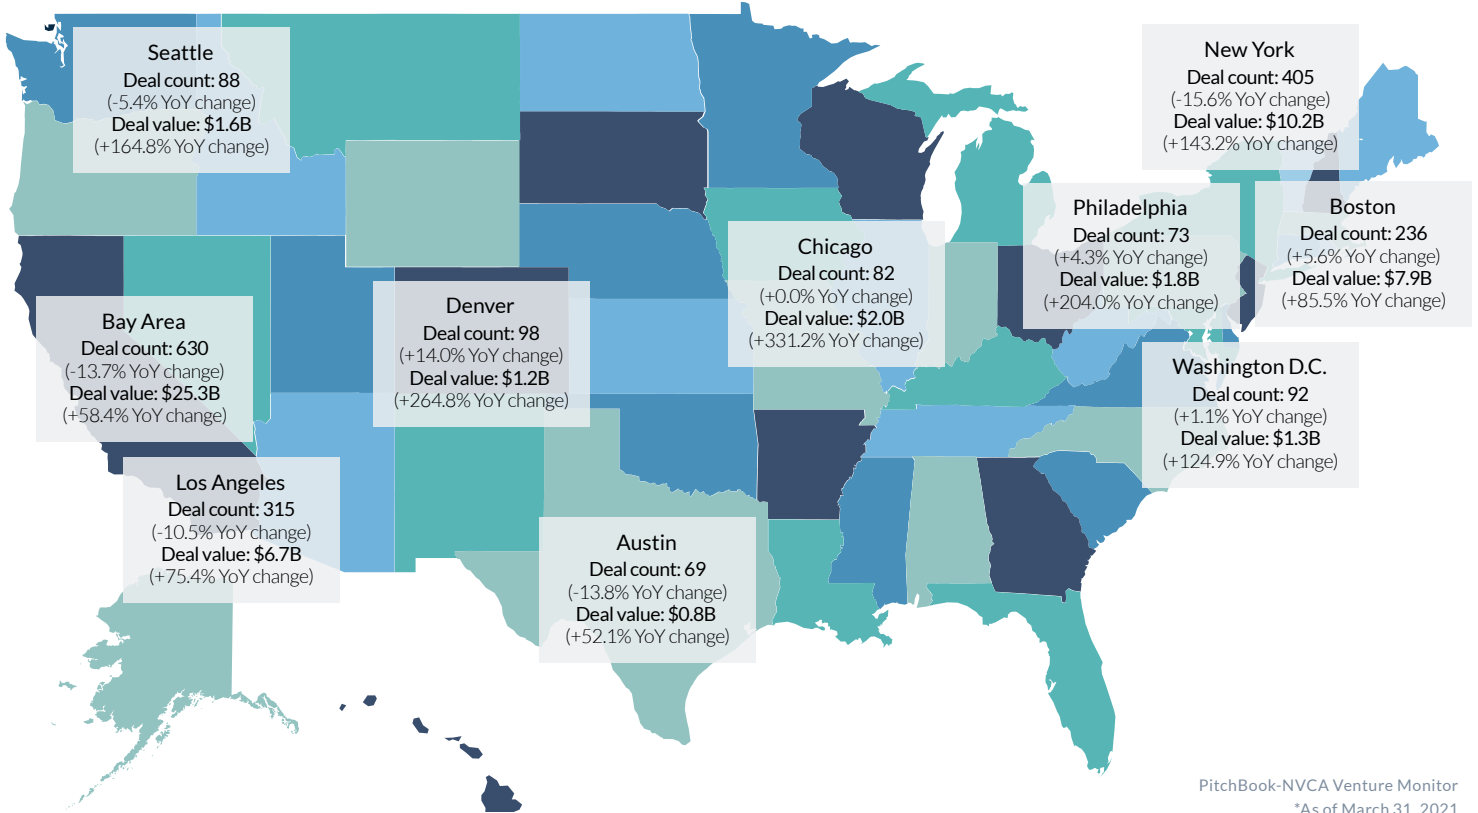 Seattle
Deal count: 88
(-5.4% YoY change)
Deal value: $1.6B
(+164.8% YoY change)
New York
Deal count: 405
(-15.6% YoY change)
Deal value: $10.2B
(+143.2% YoY change)
Philadelphia
Deal count: 73
(+4.3% YoY change)
Deal value: $1.8B
(+204.0% YoY change)
Boston
Deal count: 236
(+5.6% YoY change)
Deal value: $7.9B
(+85.5% YoY change)
Chicago
Deal count: 82
(+0.0% YoY change)
Deal value: $2.0B
(+331.2% YoY change)
Denver
Deal count: 98
(+14.0% YoY change)
Deal value: $1.2B
(+264.8% YoY change)
Bay Area
Deal count: 630
(-13.7% YoY change)
Deal value: $25.3B
(+58.4% YoY change)
Washington D.C.
Deal count: 92
(+1.1% YoY change)
Deal value: $1.3B
(+124.9% YoY change)
Los Angeles
Deal count: 315
(-10.5% YoY change)
Deal value: $6.7B
(+75.4% YoY change)
Austin
Deal count: 69
(-13.8% YoY change)
Deal value: $0.8B
(+52.1% YoY change)
PitchBook-NVCA Venture Monitor
*As of March 31, 2021